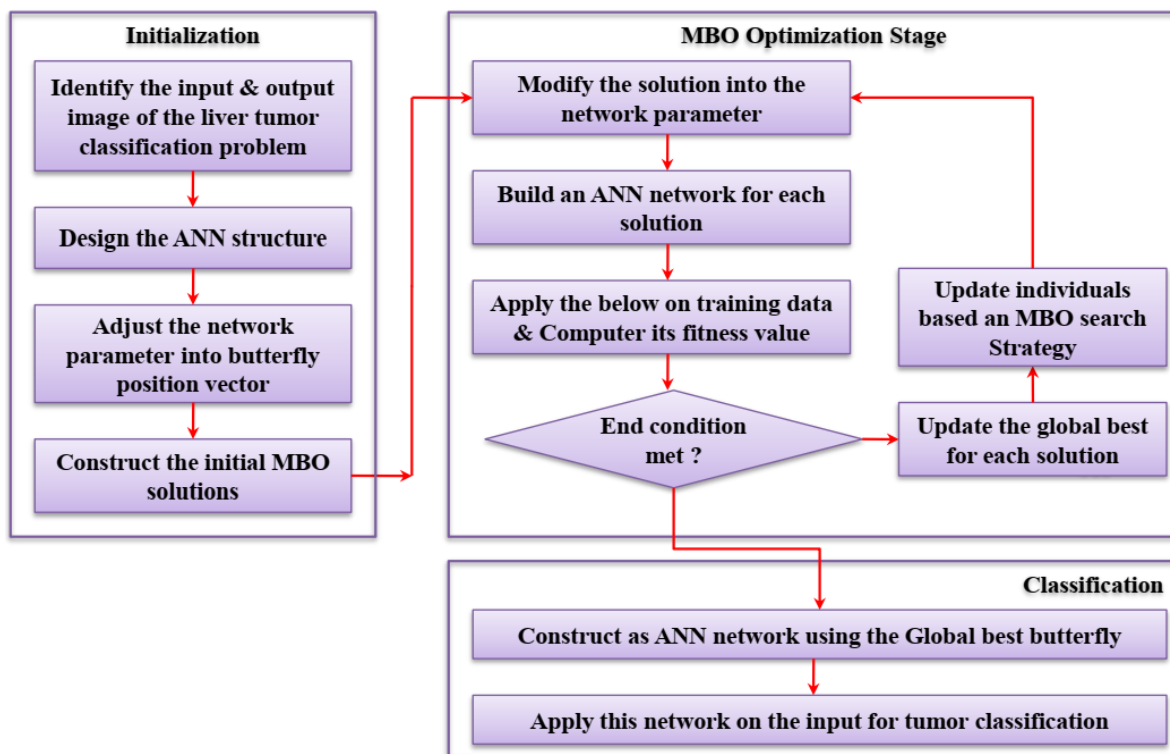 Initialization
Identify the input & output
image of the liver tumor
classification problem
Design the ANN structure
Adjust the network
parameter into butterfly
position vector
Construct the initial MBO
solutions
MBO Optimization Stage
Modify the solution into the
network parameter
Build an ANN network for each
solution
Apply the below on training data
& Computer its fitness value
End condition
met ?
Update the global best
for each solution
Update individuals
based an MBO search
Strategy
Classification
Construct as ANN network using the Global best butterfly
Apply this network on the input for tumor classification